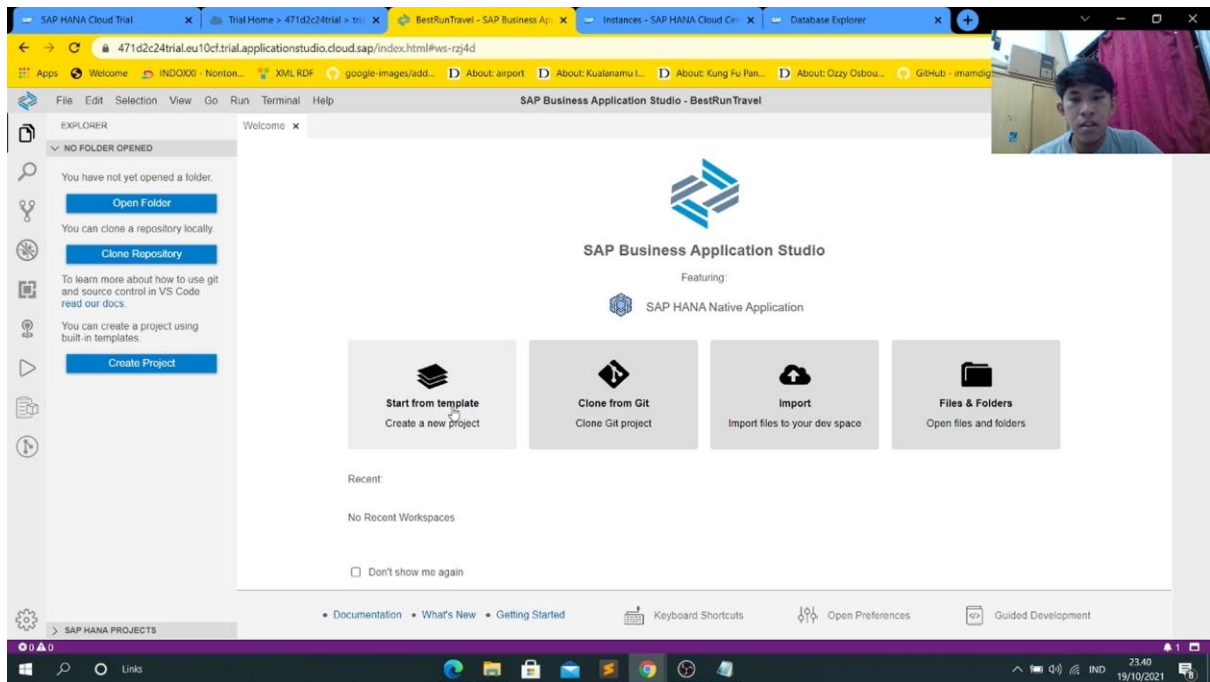 SAP HANA Cloud Trial
Trial Home > 471d2c24trial > tri
BestRunTravel - SAP Business Ap
Instances - SAP HANA Cloud Cen
Database Explorer
471d2c24trial.eu10cf.trial.applicationstudio.cloud.sap/index.html#ws-rzj4d
Apps
Welcome
INDOXXI - Nonton...
XML RDF
google-images/add...
About: airport
About: Kualanamu I...
About: Kung Fu Pan...
About: Ozzy Osbou...
GitHub - imamdig
File Edit Selection View Go Run Terminal Help
SAP Business Application Studio - BestRunTravel
EXPLORER
Welcome
NO FOLDER OPENED
You have not yet opened a folder.
Open Folder
You can clone a repository locally.
Clone Repository
To learn more about how to use git
and source control in VS Code
read our docs.
You can create a project using
built-in templates.
Create Project
SAP Business Application Studio
Featuring:
SAP HANA Native Application
Start from template
Create a new project
Clone from Git
Clone Git project
Import
Import files to your dev space
Files & Folders
Open files and folders
Recent:
No Recent Workspaces
Don't show me again
Documentation • What's New • Getting Started
Keyboard Shortcuts
Open Preferences
Guided Development
SAP HANA PROJECTS
0 0
1
Links
IND
23.40
19/10/2021